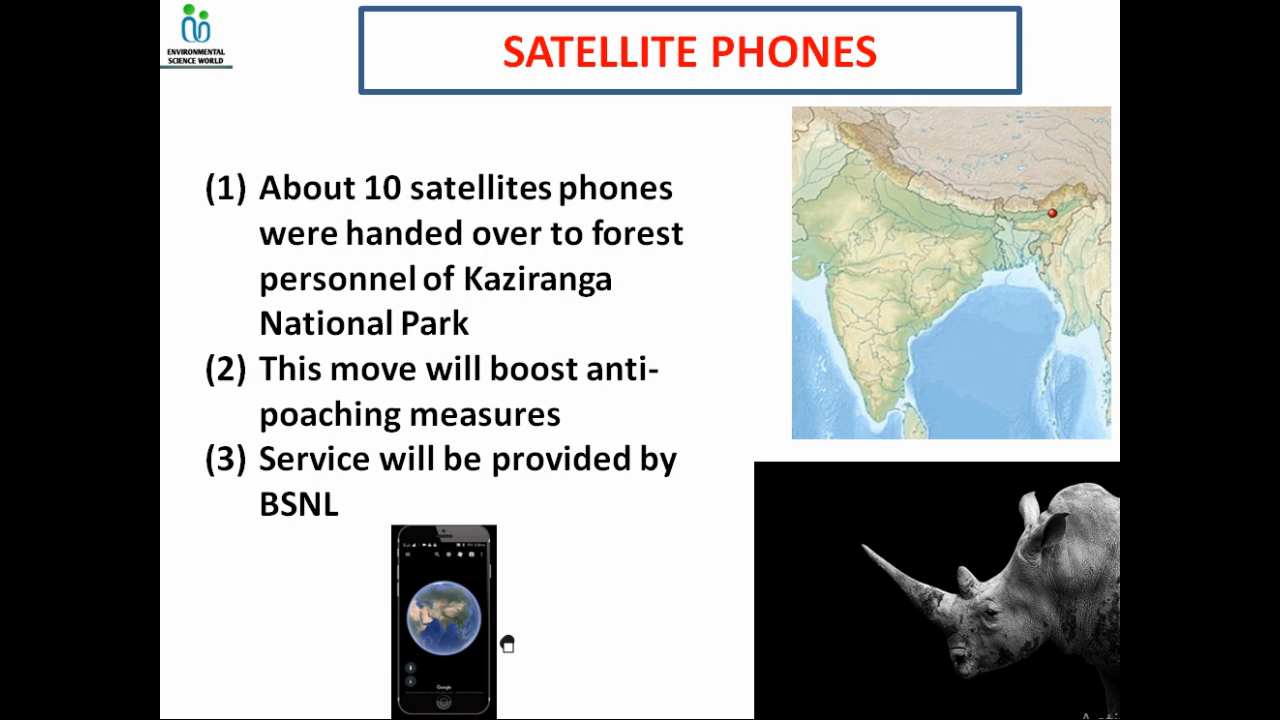 ENVIRONMENTAL
SCIENCE WORLD
SATELLITE PHONES
(1) About 10 satellites phones
were handed over to forest
personnel of Kaziranga
National Park
(2) This move will boost anti-
poaching measures
(3) Service will be provided by
BSNL
Google